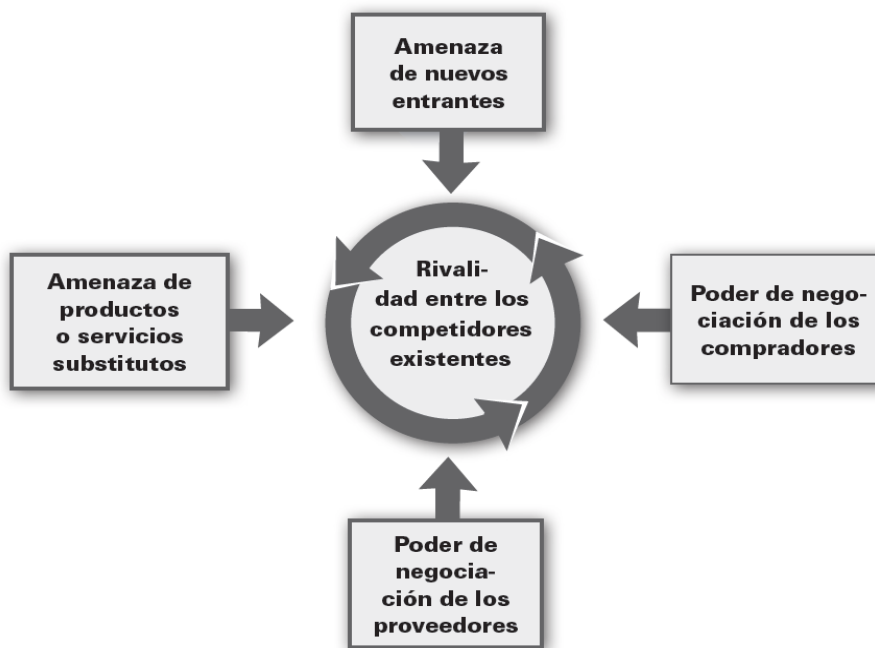 Amenaza
de nuevos
entrantes
Amenaza de
productos
o servicios
substitutos
Rivali-
dad entre los
competidores
existentes
Poder de nego-
ciación de los
compradores
Poder de
negocia-
ción de los
proveedores